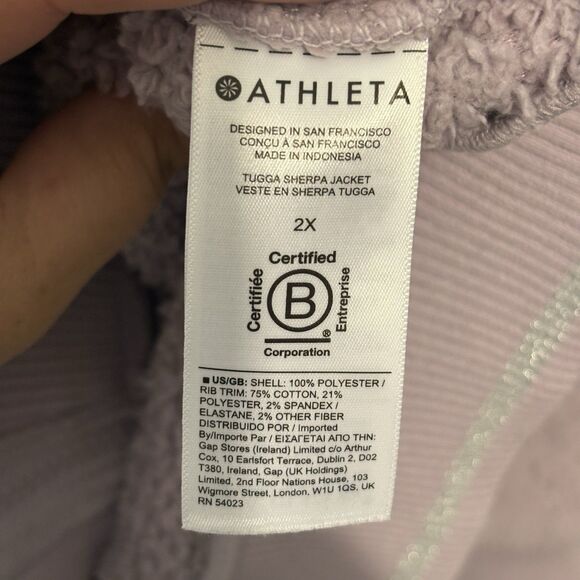 ATHLETA
DESIGNED IN SAN FRANCISCO
CONÇU À SAN FRANCISCO
MADE IN INDONESIA
TUGGA SHERPA JACKET
VESTE EN SHERPA TUGGA
2X
Certified
Certifiée
B
Entreprise
®
Corporation
■ US/GB: SHELL: 100% POLYESTER /
RIB TRIM: 75% COTTON, 21%
POLYESTER, 2% SPANDEX /
ELASTANE, 2% OTHER FIBER
DISTRIBUIDO POR / Imported
By/Importe Par / ΕΙΣΑΓΕΤΑΙ ΑΠΟ ΤΗΝ:
Gap Stores (Ireland) Limited c/o Arthur
Cox, 10 Earlsfort Terrace, Dublin 2, D02
T380, Ireland, Gap (UK Holdings)
Limited, 2nd Floor Nations House, 103
Wigmore Street, London, W1U 1QS, UK
RN 54023